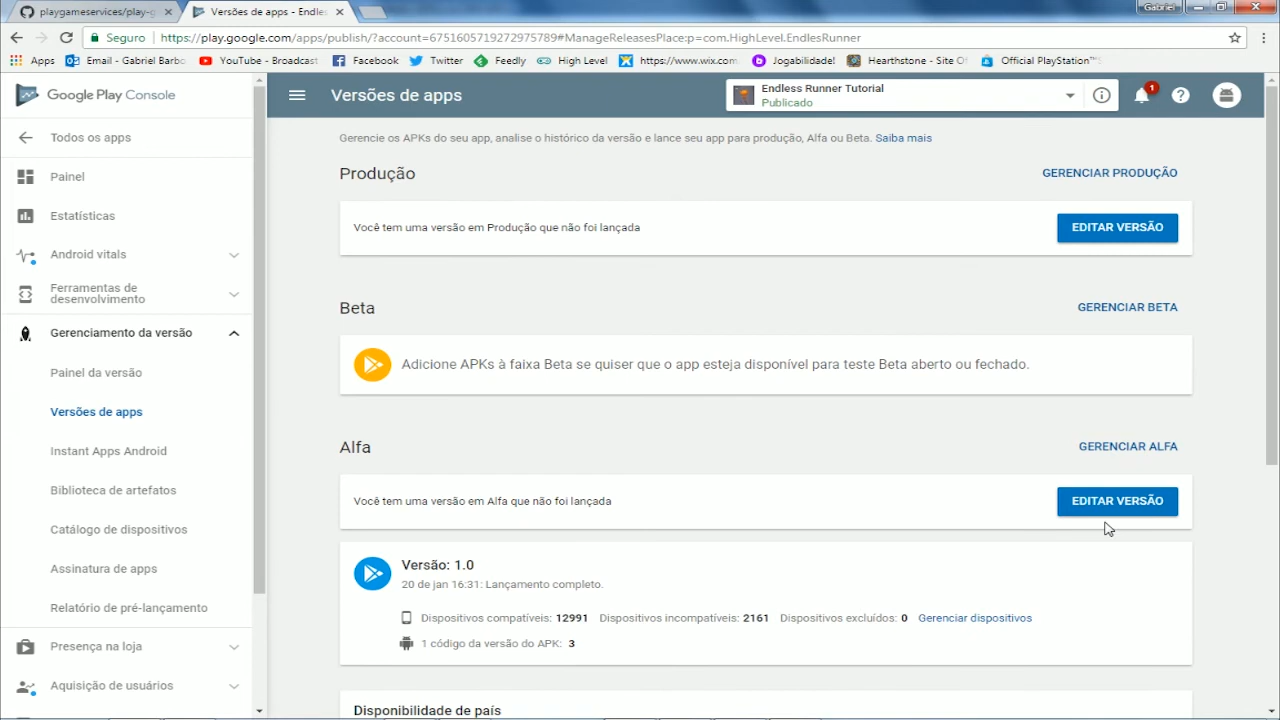 playgameservices/play-g
Versões de apps - Endles
Gabriel
Seguro
https://play.google.com/apps/publish/?account=6751605719272975789#ManageReleasesPlace:p=com.HighLevel.EndlesRunner
Apps
Email - Gabriel Barbo
YouTube - Broadcast
Facebook
Twitter
Feedly
High Level
https://www.wix.com
Jogabilidade!
Hearthstone - Site Of
Official PlayStation™
Google Play Console
Versões de apps
Endless Runner Tutorial
Publicado
1
Todos os apps
Painel
Estatísticas
Android vitals
Ferramentas de
desenvolvimento
Gerenciamento da versão
Painel da versão
Versões de apps
Instant Apps Android
Biblioteca de artefatos
Catálogo de dispositivos
Assinatura de apps
Relatório de pré-lançamento
Presença na loja
Aquisição de usuários
Gerencie os APKs do seu app, analise o histórico da versão e lance seu app para produção, Alfa ou Beta. Saiba mais
Produção
GERENCIAR PRODUÇÃO
Você tem uma versão em Produção que não foi lançada
EDITAR VERSÃO
Beta
GERENCIAR BETA
Adicione APKs à faixa Beta se quiser que o app esteja disponível para teste Beta aberto ou fechado.
Alfa
GERENCIAR ALFA
Você tem uma versão em Alfa que não foi lançada
EDITAR VERSÃO
Versão: 1.0
20 de jan 16:31: Lançamento completo.
Dispositivos compatíveis: 12991 Dispositivos incompatíveis: 2161 Dispositivos excluídos: 0 Gerenciar dispositivos
1 código da versão do APK: 3
Disponibilidade de país